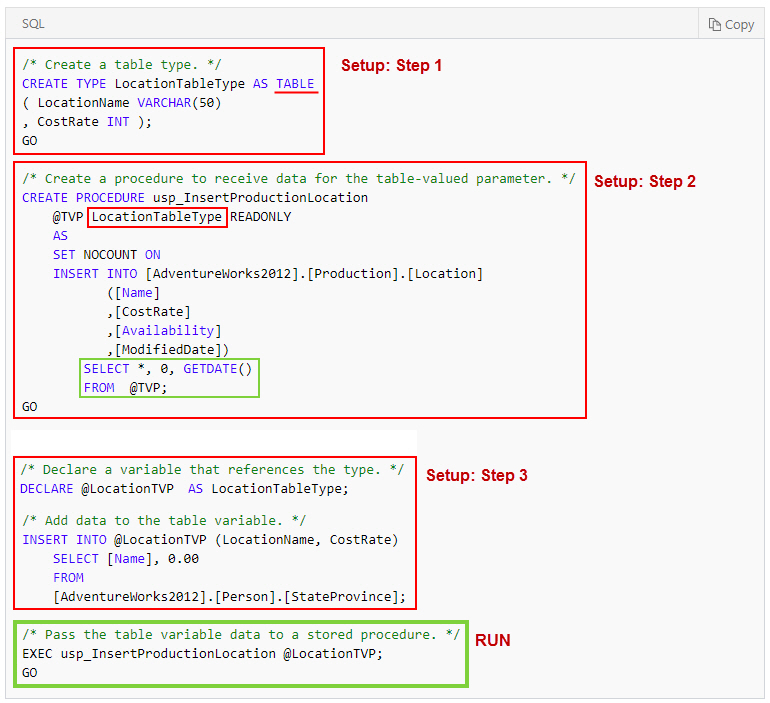 SQL
Copy
/* Create a table type. */
CREATE TYPE LocationTableType AS TABLE
( LocationName VARCHAR(50)
, CostRate INT );
GO
Setup: Step 1
/* Create a procedure to receive data for the table-valued parameter. */
CREATE PROCEDURE usp_InsertProductionLocation
@TVP LocationTableType READONLY
AS
SET NOCOUNT ON
INSERT INTO [AdventureWorks2012].[Production].[Location]
([Name]
,[CostRate]
,[Availability]
,[ModifiedDate])
SELECT *, 0, GETDATE()
FROM @TVP;
GO
Setup: Step 2
/* Declare a variable that references the type. */
DECLARE @LocationTVP AS LocationTableType;
/* Add data to the table variable. */
INSERT INTO @LocationTVP (LocationName, CostRate)
SELECT [Name], 0.00
FROM
[AdventureWorks2012].[Person].[StateProvince];
Setup: Step 3
/* Pass the table variable data to a stored procedure. */
EXEC usp_InsertProductionLocation @LocationTVP;
GO
RUN